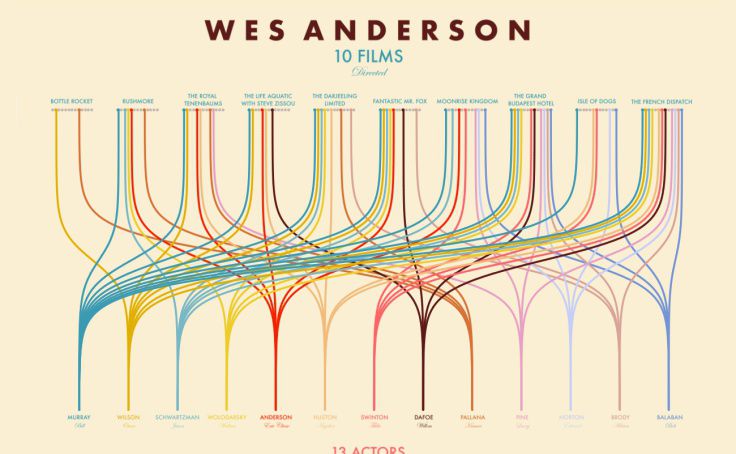 WES ANDERSON
10 FILMS
Directed
BOTTLE ROCKET
RUSHMORE
THE ROYAL
TENENBAUMS
THE LIFE AQUATIC
WITH STEVE ZISSOU
THE DARJEELING
LIMITED
FANTASTIC MR. FOX
MOONRISE KINGDOM
THE GRAND
BUDAPEST HOTEL
ISLE OF DOGS
THE FRENCH DISPATCH
MURRAY
Bill
WILSON
Owen
SCHWARTZMAN
Jason
WOLODARSKY
Wallace
ANDERSON
Eric Chase
HUSTON
Anjelica
SWINTON
Tilda
DAFOE
Willem
PALLANA
Kumar
PINE
Larry
NORTON
Edward
BRODY
Adrien
BALABAN
Bob
13 ACTORS